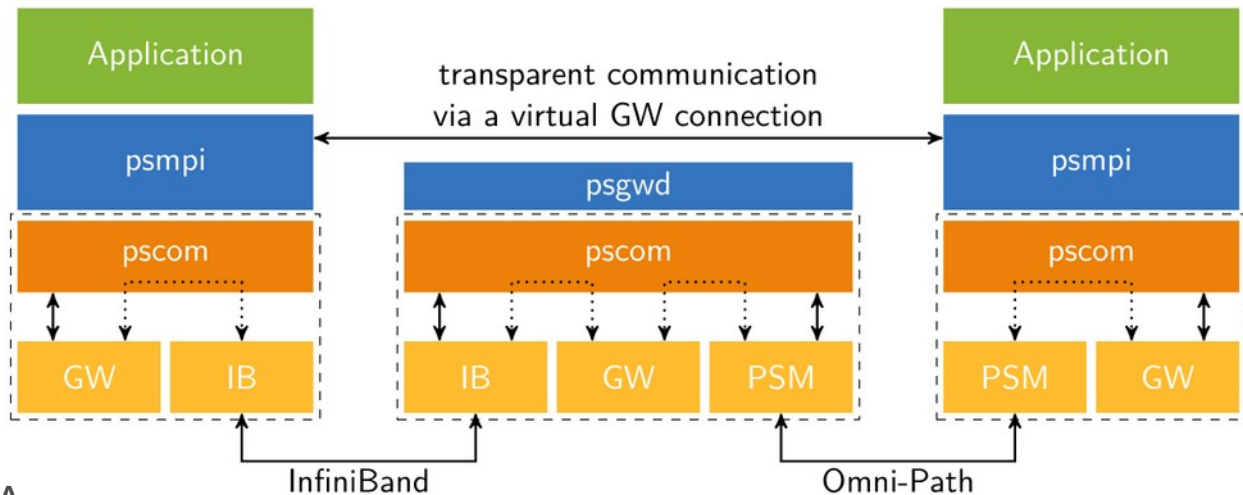 Application
Application
transparent communication
via a virtual GW connection
psmpi
psmpi
psgwd
pscom
pscom
pscom
GW
IB
IB
GW
PSM
PSM
GW
InfiniBand
Omni-Path
A